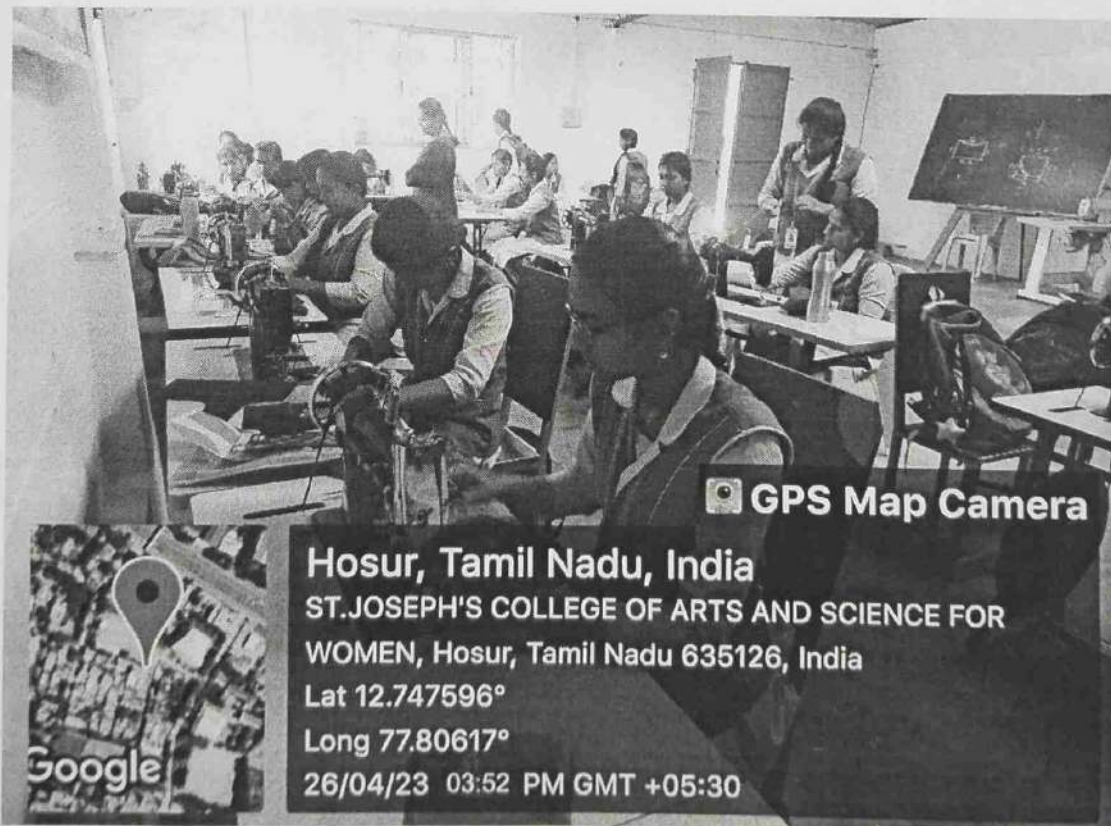 GPS Map Camera
Hosur, Tamil Nadu, India
ST.JOSEPH'S COLLEGE OF ARTS AND SCIENCE FOR
WOMEN, Hosur, Tamil Nadu 635126, India
Lat 12.747596°
Long 77.80617°
26/04/23 03:52 PM GMT +05:30
Google